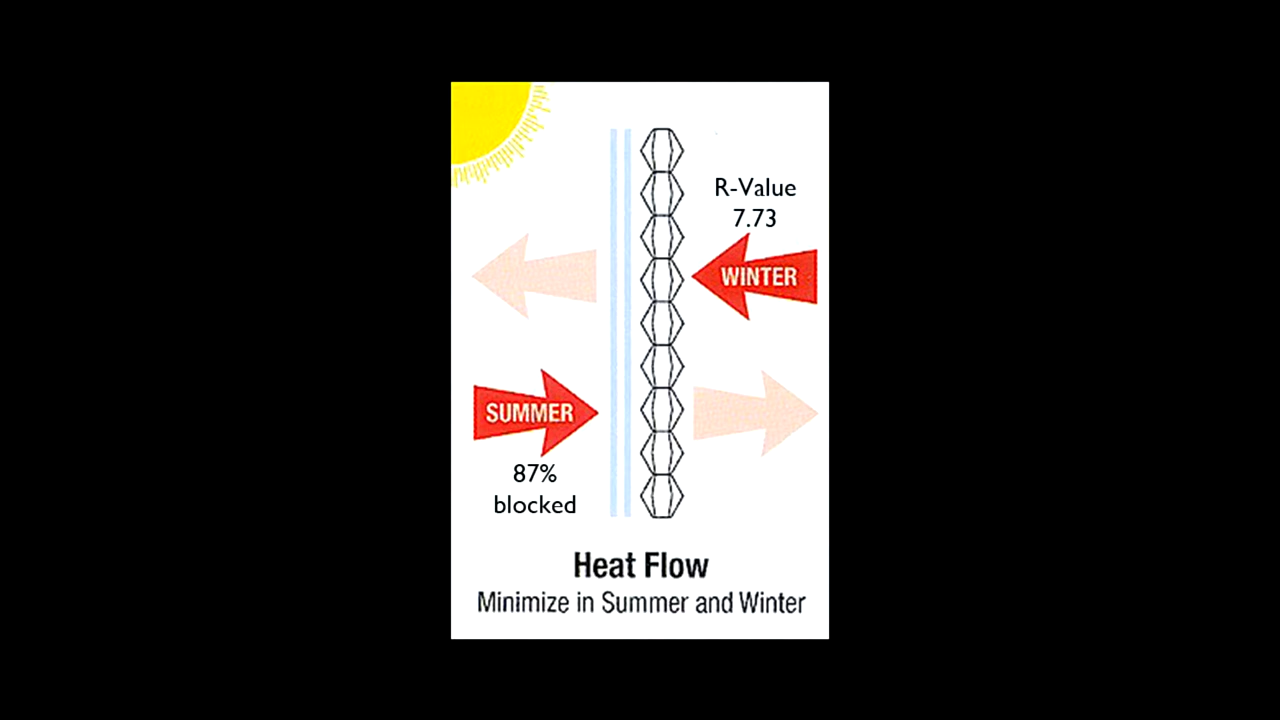 R-Value
7.73
WINTER
SUMMER
87%
blocked
Heat Flow
Minimize in Summer and Winter